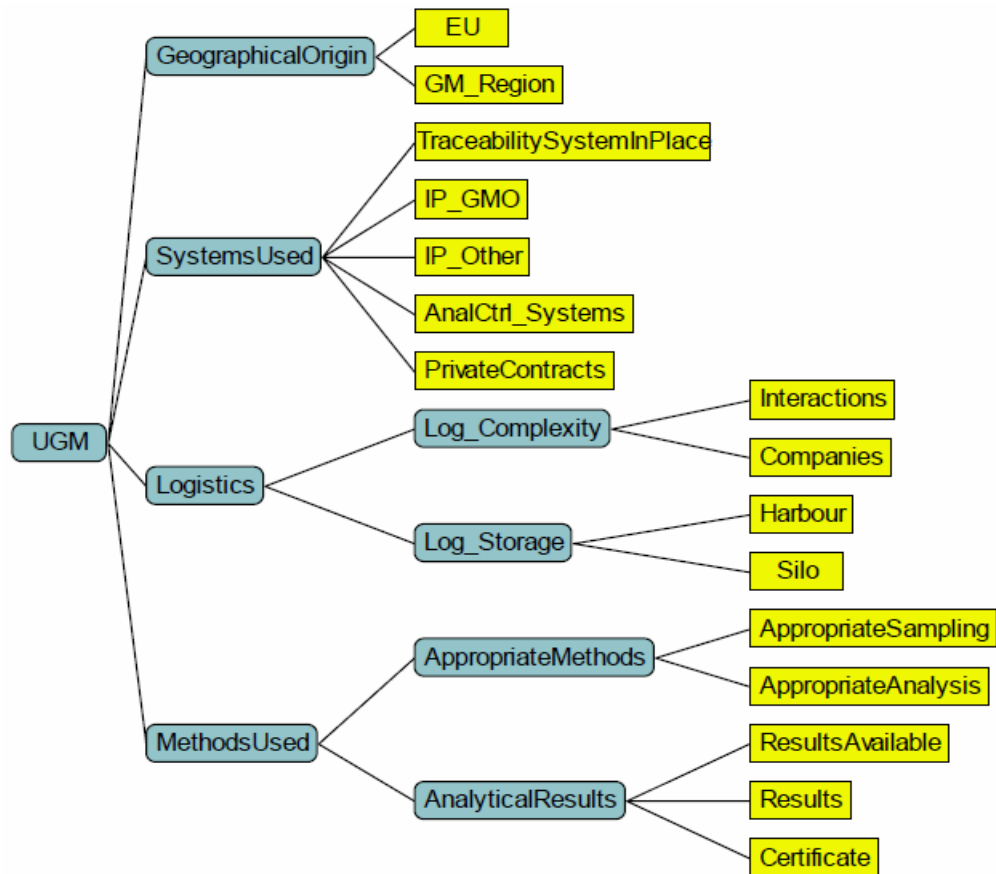 EU
GeographicalOrigin
GM_Region
TraceabilitySystemInPlace
IP_GMO
SystemsUsed
IP_Other
AnalCtrl_Systems
PrivateContracts
Interactions
Log_Complexity
UGM
Companies
Logistics
Harbour
Log_Storage
Silo
AppropriateSampling
AppropriateMethods
AppropriateAnalysis
MethodsUsed
ResultsAvailable
AnalyticalResults
Results
Certificate